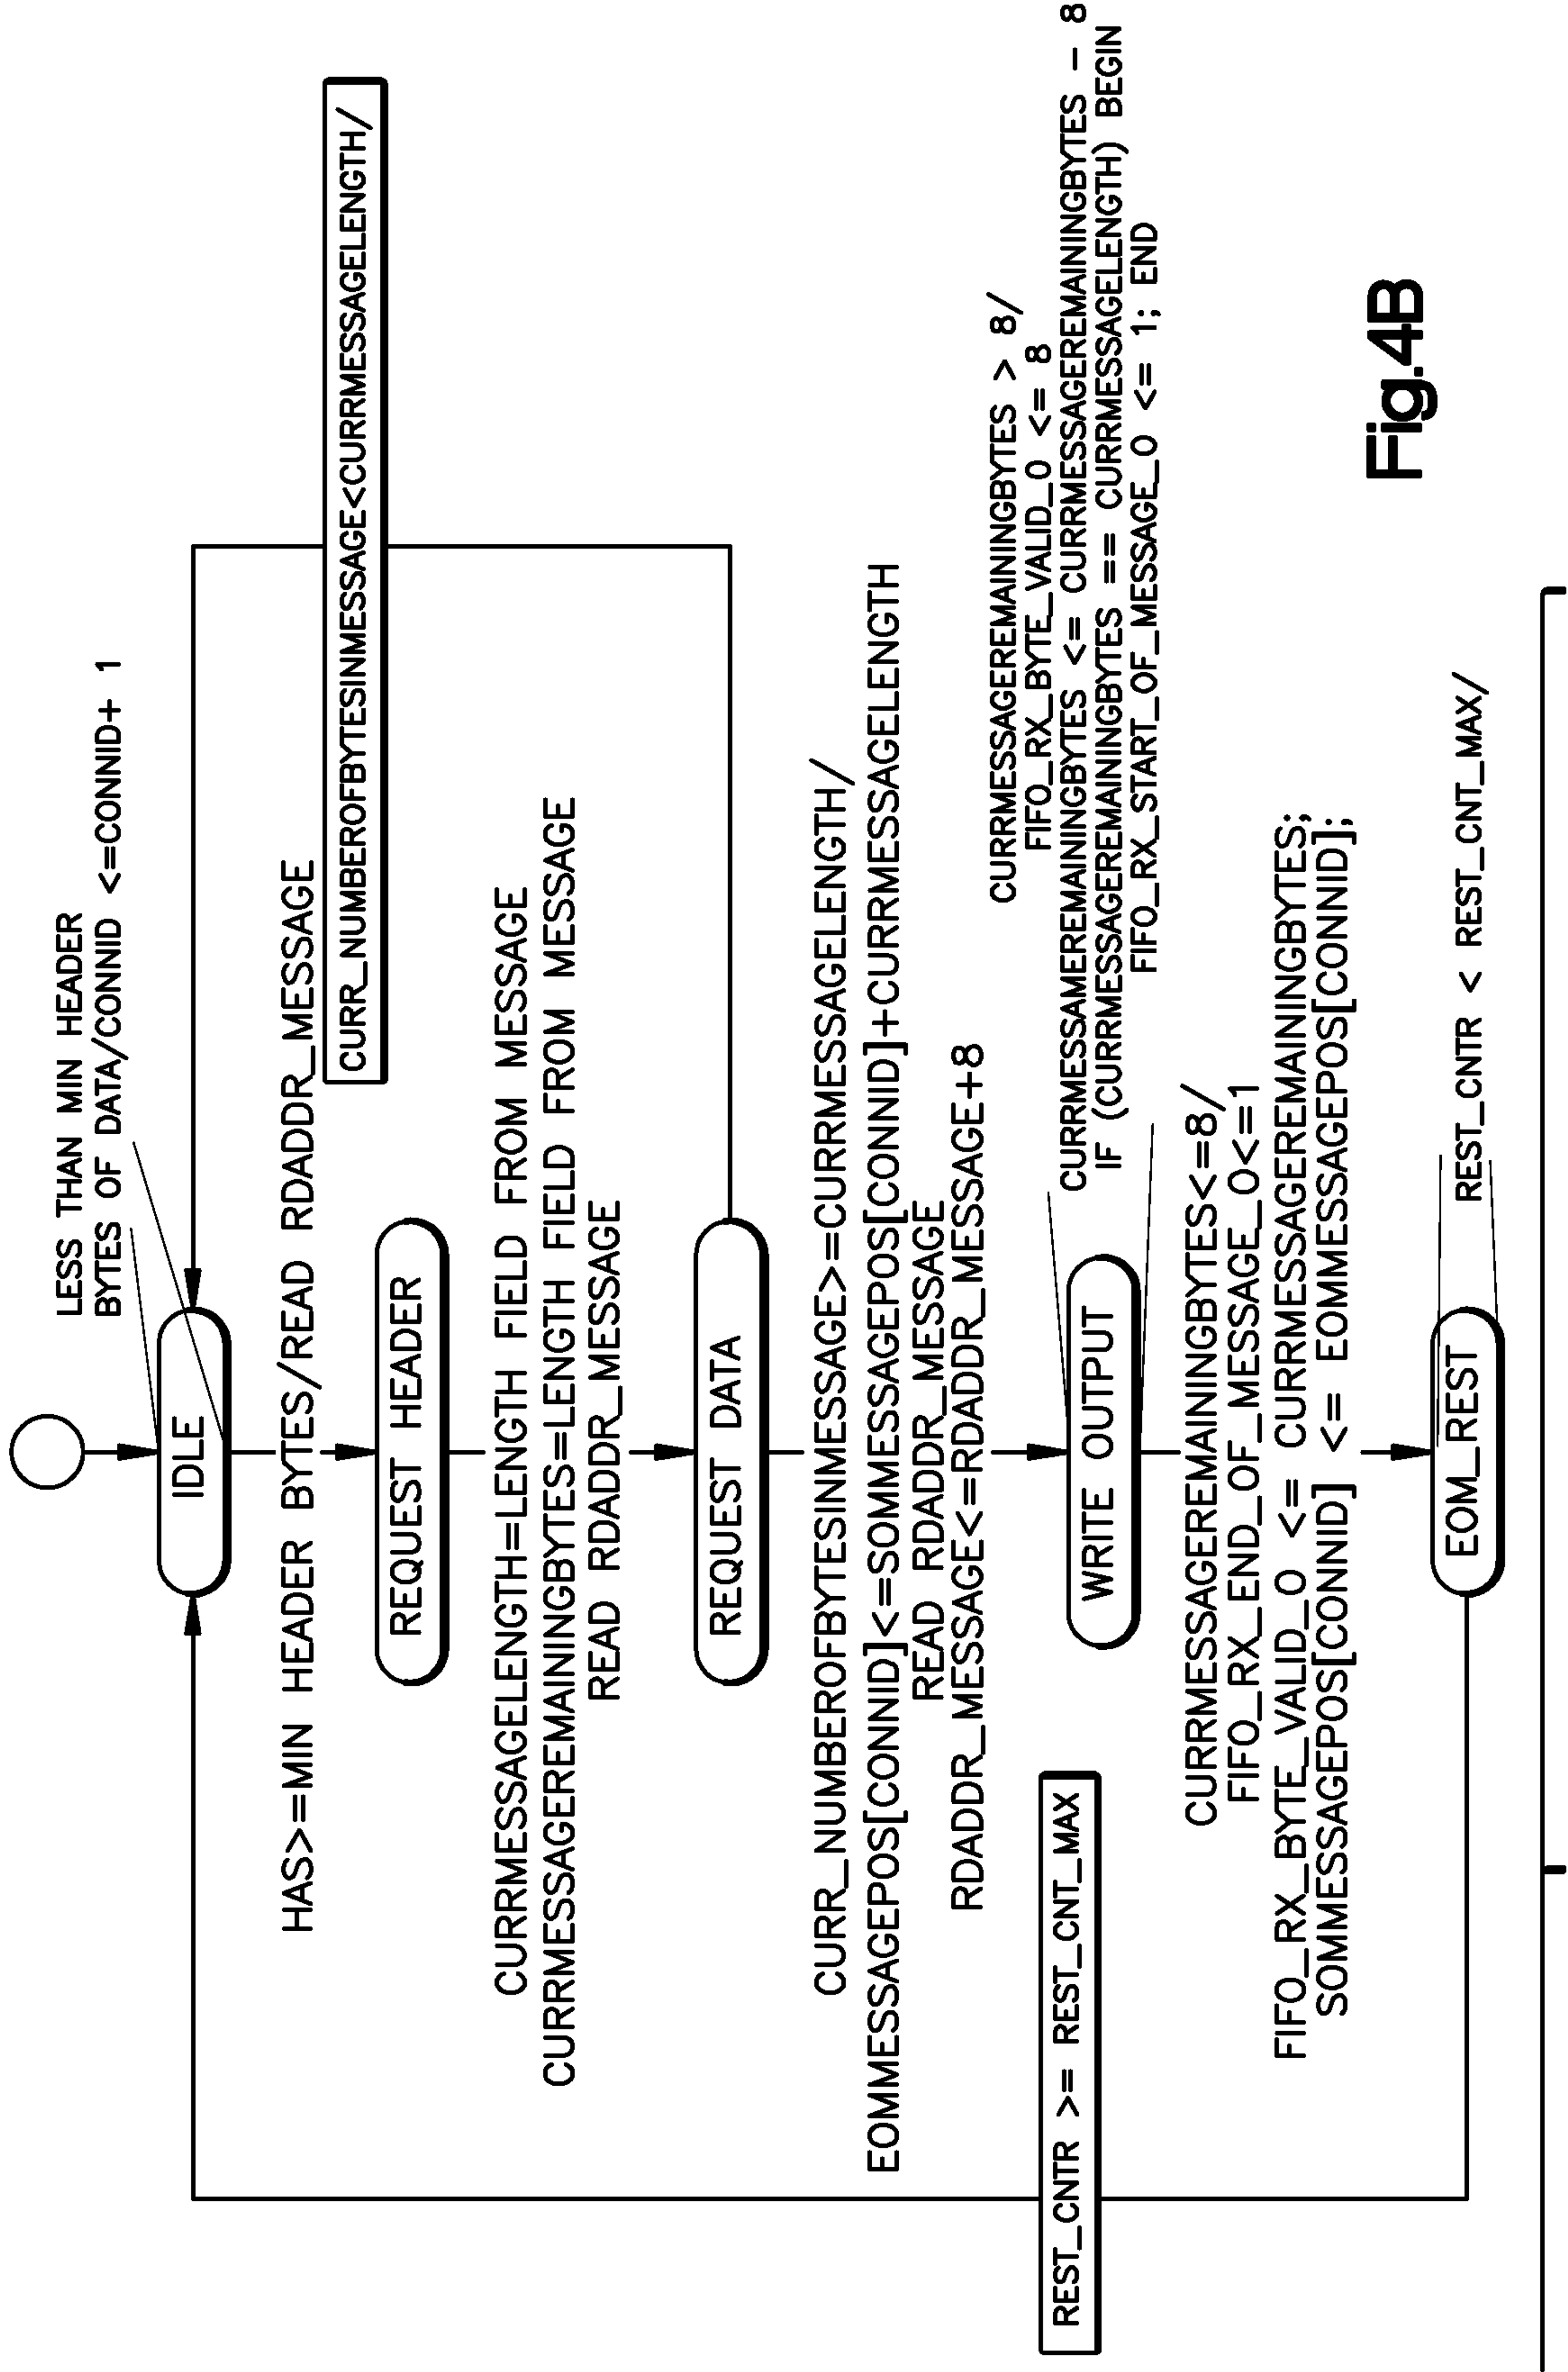 LESS THAN MIN HEADER
BYTES OF DATA/CONNID <=CONNID+ 1
IDLE
HAS>=MIN HEADER BYTES/READ RDADDR_MESSAGE
CURR_NUMBEROFBYTESINMESSAGE<CURRMESSAGELENGTH/
REQUEST HEADER
CURRMESSAGELENGTH=LENGTH FIELD FROM MESSAGE
CURRMESSAGEREMAININGBYTES=LENGTH FIELD FROM MESSAGE
READ RDADDR_MESSAGE
REQUEST DATA
CURR_NUMBEROFBYTESINMESSAGE>=CURRMESSAGELENGTH/
EOMMESSAGEPOS[CONNID]<=SOMMESSAGEPOS[CONNID]+CURRMESSAGELENGTH
READ RDADDR_MESSAGE
RDADDR_MESSAGE<=RDADDR_MESSAGE+8
CURRMESSAGEREMAININGBYTES > 8/
FIFO_RX_BYTE_VALID_O <= 8
CURRMESSAMEREMAININGBYTES <= CURRMESSAGEREMAININGBYTES - 8
IF (CURRMESSAGEREMAININGBYTES == CURRMESSAGELENGTH) BEGIN
FIFO_RX_START_OF_MESSAGE_O <= 1; END
WRITE OUTPUT
REST_CNTR >= REST_CNT_MAX
CURRMESSAGEREMAININGBYTES<=8/
FIFO_RX_END_OF_MESSAGE_O<=1
FIFO_RX_BYTE_VALID_O <= CURRMESSAGEREMAININGBYTES;
SOMMESSAGEPOS[CONNID] <= EOMMESSAGEPOS[CONNID];
EOM_REST
REST_CNTR < REST_CNT_MAX/
Fig.4B